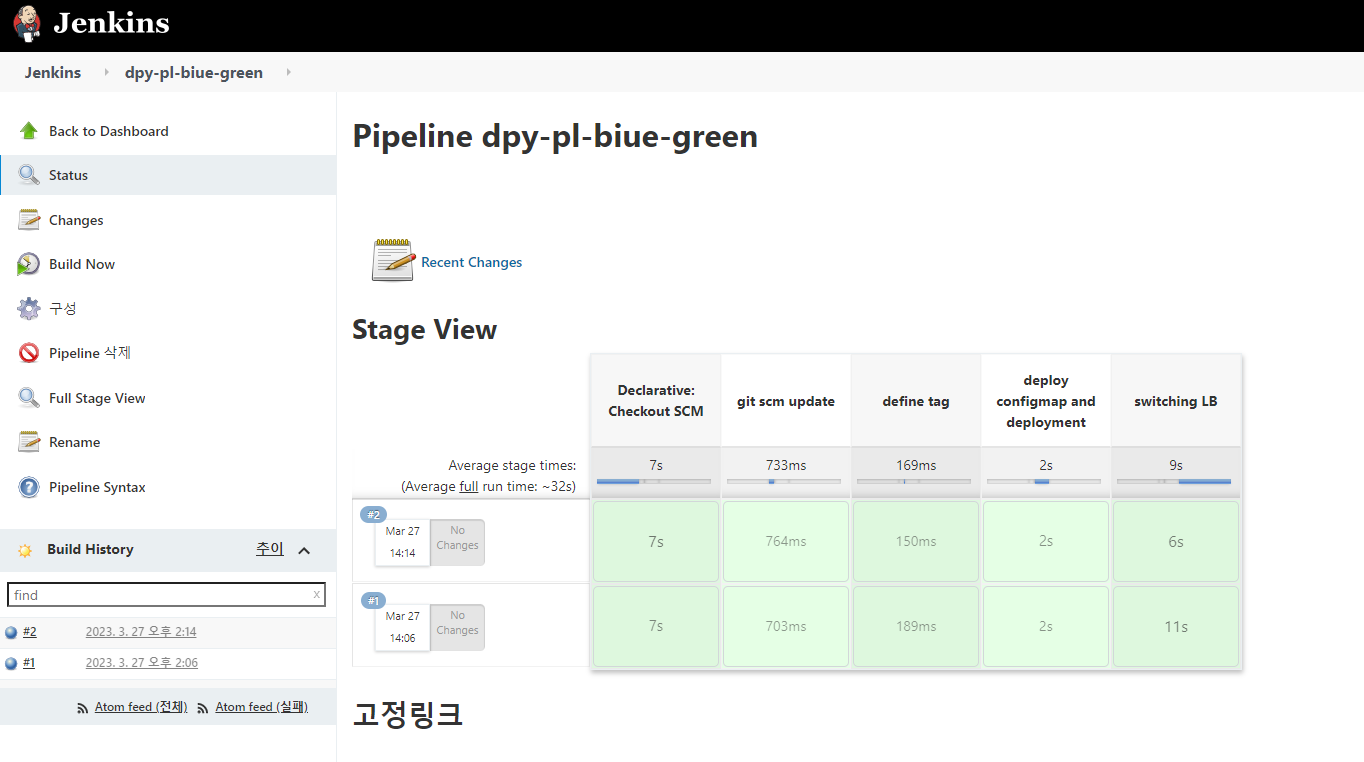 Jenkins
Jenkins
dpy-pl-biue-green
Back to Dashboard
Status
Changes
Build Now
구성
Pipeline 삭제
Full Stage View
Rename
Pipeline Syntax
Build History 추이
find x
#2 2023. 3. 27 오후 2:14
#1 2023. 3. 27 오후 2:06
Atom feed (전체) Atom feed (실패)
Pipeline dpy-pl-biue-green
Recent Changes
Stage View
Declarative:
Checkout SCM
git scm update
define tag
deploy
configmap and
deployment
switching LB
Average stage times:
(Average full run time: ~32s)
7s 733ms 169ms 2s 9s
#2
Mar 27
14:14
No
Changes
7s 764ms 150ms 2s 6s
#1
Mar 27
14:06
No
Changes
7s 703ms 189ms 2s 11s
고정링크